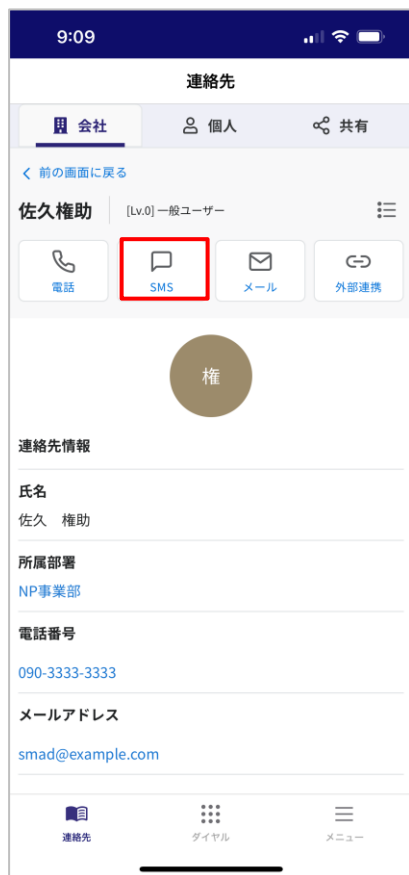 9:09
連絡先
会社 個人 共有
前の画面に戻る
佐久権助 [Lv.0] 一般ユーザー
電話 SMS メール 外部連携
権
連絡先情報
氏名
佐久　権助
所属部署
NP事業部
電話番号
090-3333-3333
メールアドレス
smad@example.com
連絡先 ダイヤル メニュー